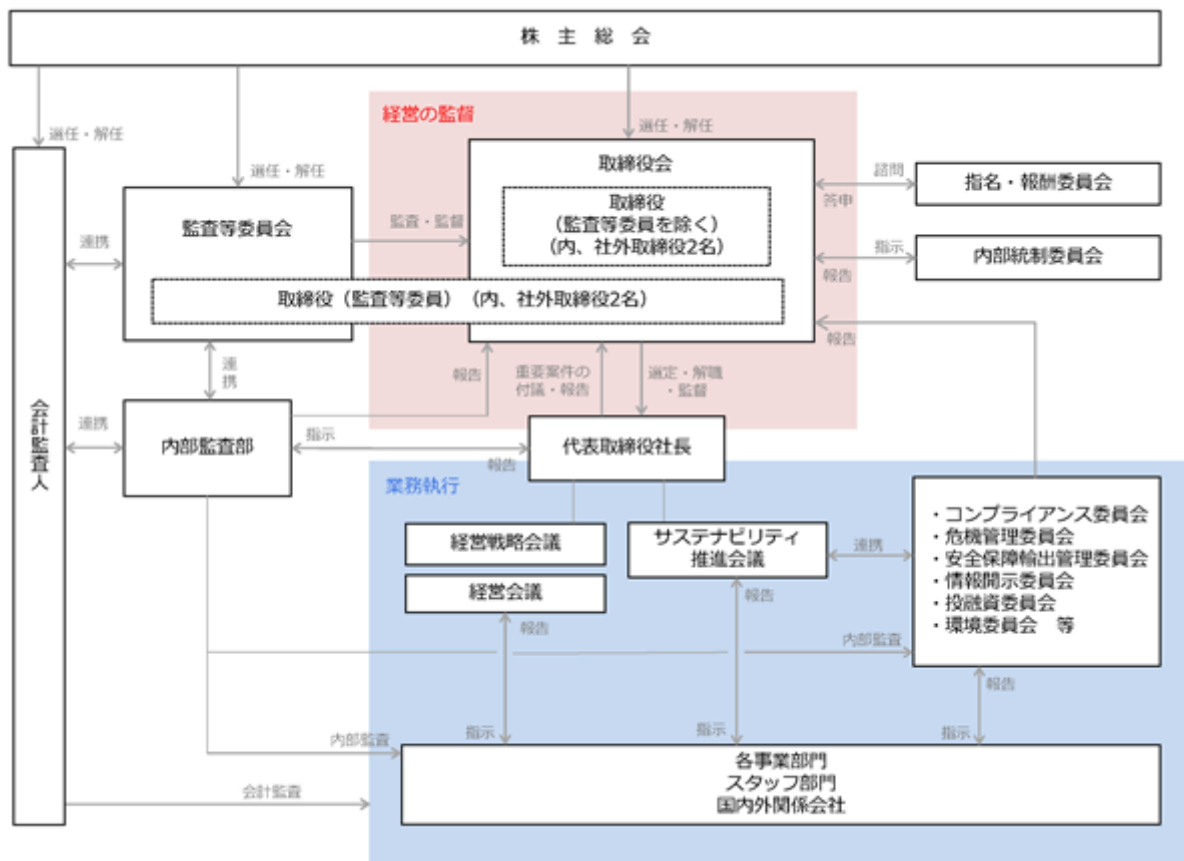 株 主 総 会
経営の監督
選任・解任
選任・解任
選任・解任
取締役会
取締役
（監査等委員を除く）
（内、社外取締役2名）
諮問
答申
指名・報酬委員会
監査等委員会
連携
監査・監督
指示
報告
内部統制委員会
取締役（監査等委員）（内、社外取締役2名）
報告
連
携
報告
重要案件の
付議・報告
選定・解職
・監督
会計監査人
連携
内部監査部
指示
報告
代表取締役社長
業務執行
経営戦略会議
経営会議
サステナビリティ
推進会議
連携
・コンプライアンス委員会
・危機管理委員会
・安全保障輸出管理委員会
・情報開示委員会
・投融資委員会
・環境委員会 等
報告
報告
内部監査
報告
指示
指示
指示
内部監査
会計監査
各事業部門
スタッフ部門
国内外関係会社